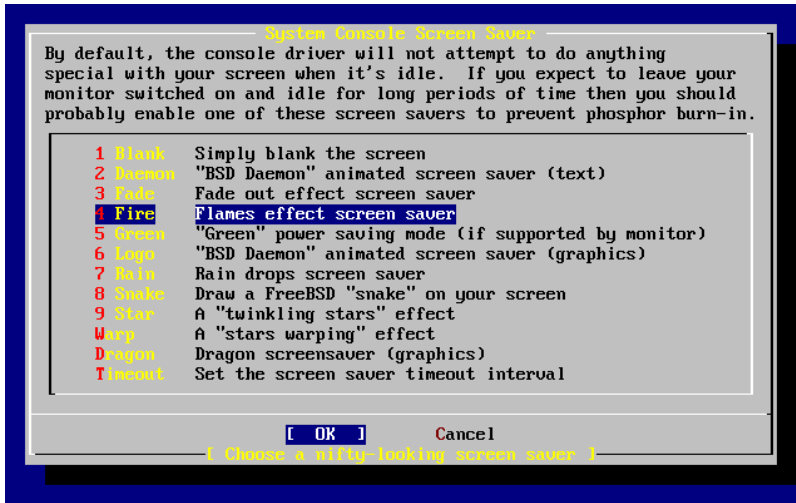 System Console Screen Saver
By default, the console driver will not attempt to do anything
special with your screen when it's idle.  If you expect to leave your
monitor switched on and idle for long periods of time then you should
probably enable one of these screen savers to prevent phosphor burn-in.
1 Blank Simply blank the screen
2 Daemon "BSD Daemon" animated screen saver (text)
3 Fade Fade out effect screen saver
4 Fire Flames effect screen saver
5 Green "Green" power saving mode (if supported by monitor)
6 Logo "BSD Daemon" animated screen saver (graphics)
7 Rain Rain drops screen saver
8 Snake Draw a FreeBSD "snake" on your screen
9 Star A "twinkling stars" effect
Warp A "stars warping" effect
Dragon Dragon screensaver (graphics)
Timeout Set the screen saver timeout interval
[ OK ] Cancel
[ Choose a nifty-looking screen saver ]